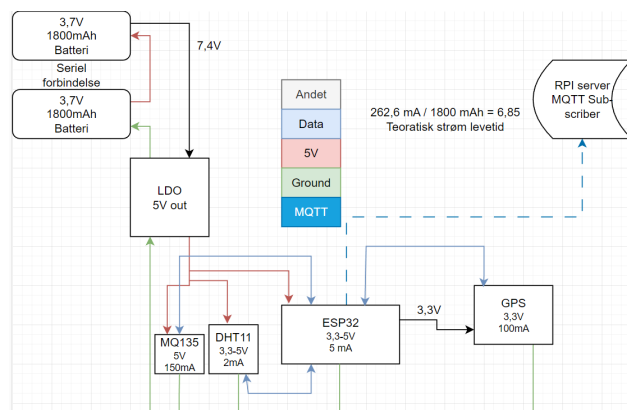 3,7V
1800mAh
Batteri
7,4V
Seriel
forbindelse
3,7V
1800mAh
Batteri
Andet
Data
5V
Ground
MQTT
262,6 mA / 1800 mAh = 6,85
Teoratisk strøm levetid
RPI server
MQTT Sub-
scriber
LDO
5V out
MQ135
5V
150mA
DHT11
3,3-5V
2mA
ESP32
3,3-5V
5 mA
3,3V
GPS
3,3V
100mA